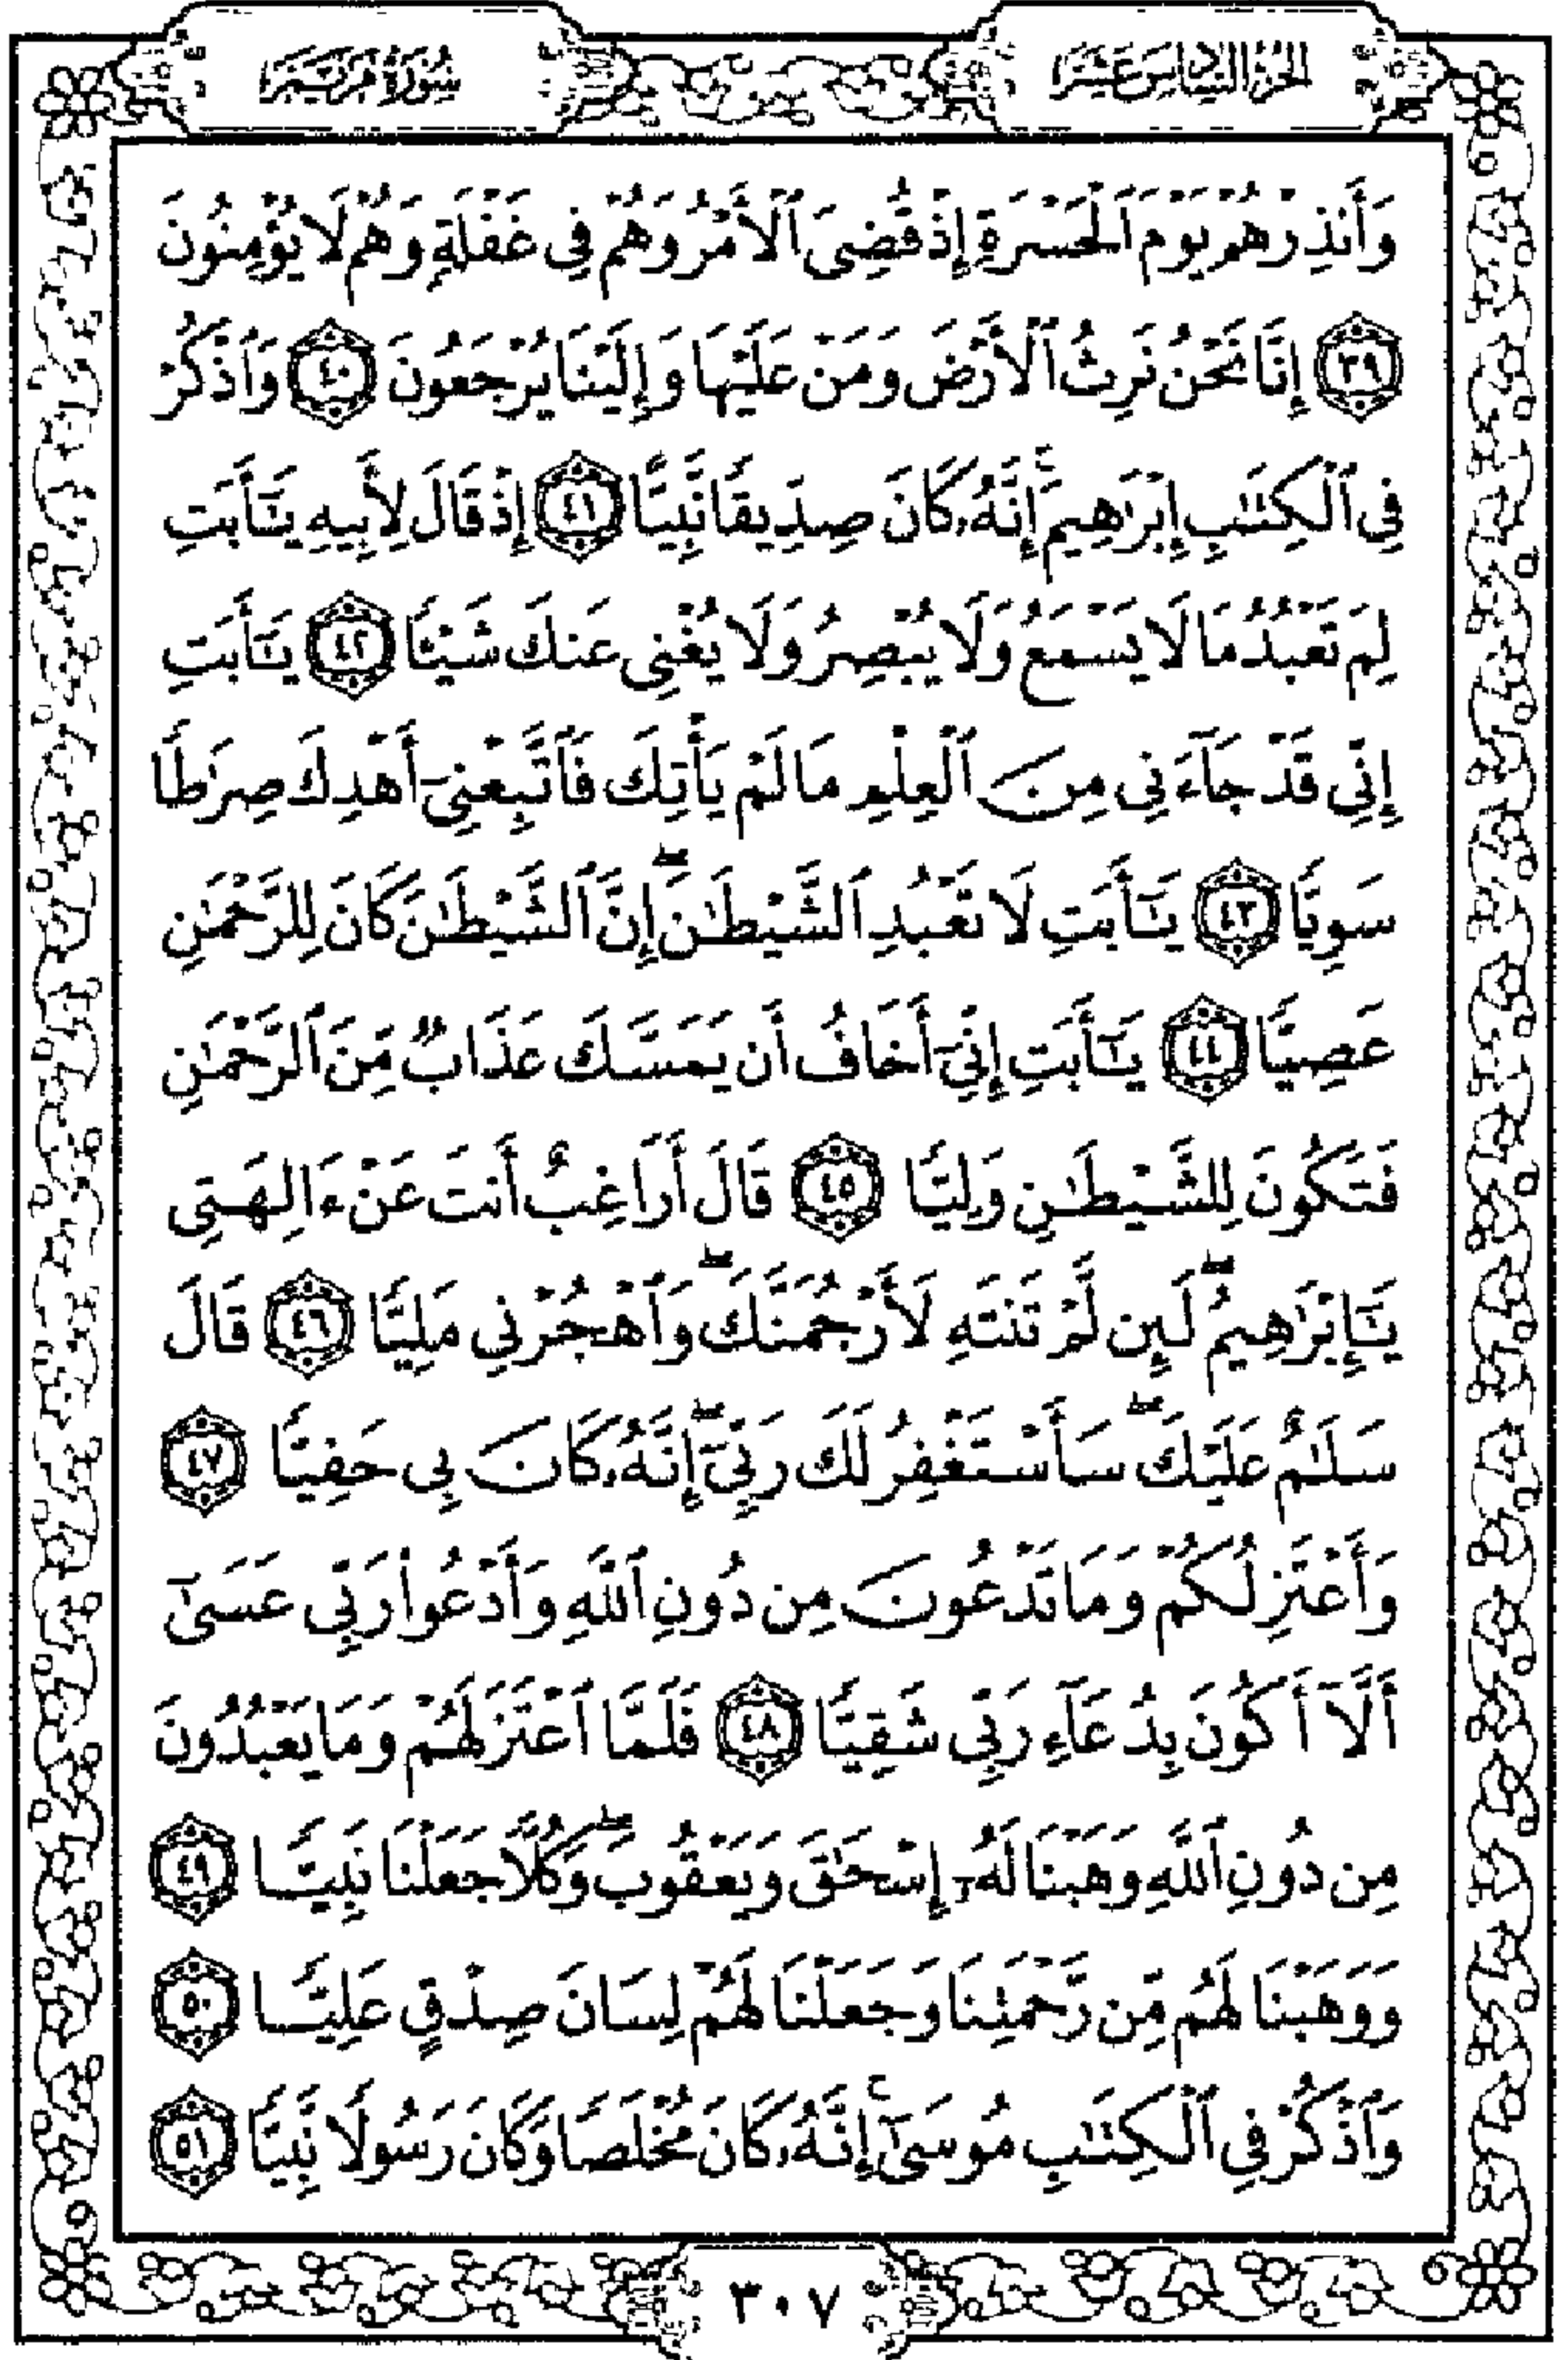 الجزء السادس عشر
سورة مريم
وَأَنذِرْهُمْ يَوْمَ ٱلْحَسْرَةِ إِذْ قُضِىَ ٱلْأَمْرُ وَهُمْ فِى غَفْلَةٍ وَهُمْ لَا يُؤْمِنُونَ
﴿٣٩﴾ إِنَّا نَحْنُ نَرِثُ ٱلْأَرْضَ وَمَنْ عَلَيْهَا وَإِلَيْنَا يُرْجَعُونَ ﴿٤٠﴾ وَٱذْكُرْ
فِى ٱلْكِتَـٰبِ إِبْرَٰهِيمَ ۚ إِنَّهُۥ كَانَ صِدِّيقًا نَّبِيًّا ﴿٤١﴾ إِذْ قَالَ لِأَبِيهِ يَـٰٓأَبَتِ
لِمَ تَعْبُدُ مَا لَا يَسْمَعُ وَلَا يُبْصِرُ وَلَا يُغْنِى عَنكَ شَيْـًٔا ﴿٤٢﴾ يَـٰٓأَبَتِ
إِنِّى قَدْ جَآءَنِى مِنَ ٱلْعِلْمِ مَا لَمْ يَأْتِكَ فَٱتَّبِعْنِىٓ أَهْدِكَ صِرَٰطًا
سَوِيًّا ﴿٤٣﴾ يَـٰٓأَبَتِ لَا تَعْبُدِ ٱلشَّيْطَـٰنَ ۖ إِنَّ ٱلشَّيْطَـٰنَ كَانَ لِلرَّحْمَـٰنِ
عَصِيًّا ﴿٤٤﴾ يَـٰٓأَبَتِ إِنِّىٓ أَخَافُ أَن يَمَسَّكَ عَذَابٌ مِّنَ ٱلرَّحْمَـٰنِ
فَتَكُونَ لِلشَّيْطَـٰنِ وَلِيًّا ﴿٤٥﴾ قَالَ أَرَاغِبٌ أَنتَ عَنْ ءَالِهَتِى
يَـٰٓإِبْرَٰهِيمُ ۖ لَئِن لَّمْ تَنتَهِ لَأَرْجُمَنَّكَ ۖ وَٱهْجُرْنِى مَلِيًّا ﴿٤٦﴾ قَالَ
سَلَـٰمٌ عَلَيْكَ ۖ سَأَسْتَغْفِرُ لَكَ رَبِّىٓ ۖ إِنَّهُۥ كَانَ بِى حَفِيًّا ﴿٤٧﴾
وَأَعْتَزِلُكُمْ وَمَا تَدْعُونَ مِن دُونِ ٱللَّهِ وَأَدْعُوا۟ رَبِّى عَسَىٰٓ
أَلَّآ أَكُونَ بِدُعَآءِ رَبِّى شَقِيًّا ﴿٤٨﴾ فَلَمَّا ٱعْتَزَلَهُمْ وَمَا يَعْبُدُونَ
مِن دُونِ ٱللَّهِ وَهَبْنَا لَهُۥٓ إِسْحَـٰقَ وَيَعْقُوبَ ۖ وَكُلًّا جَعَلْنَا نَبِيًّا ﴿٤٩﴾
وَوَهَبْنَا لَهُم مِّن رَّحْمَتِنَا وَجَعَلْنَا لَهُمْ لِسَانَ صِدْقٍ عَلِيًّا ﴿٥٠﴾
وَٱذْكُرْ فِى ٱلْكِتَـٰبِ مُوسَىٰٓ ۚ إِنَّهُۥ كَانَ مُخْلَصًا وَكَانَ رَسُولًا نَّبِيًّا ﴿٥١﴾
٣٠٧